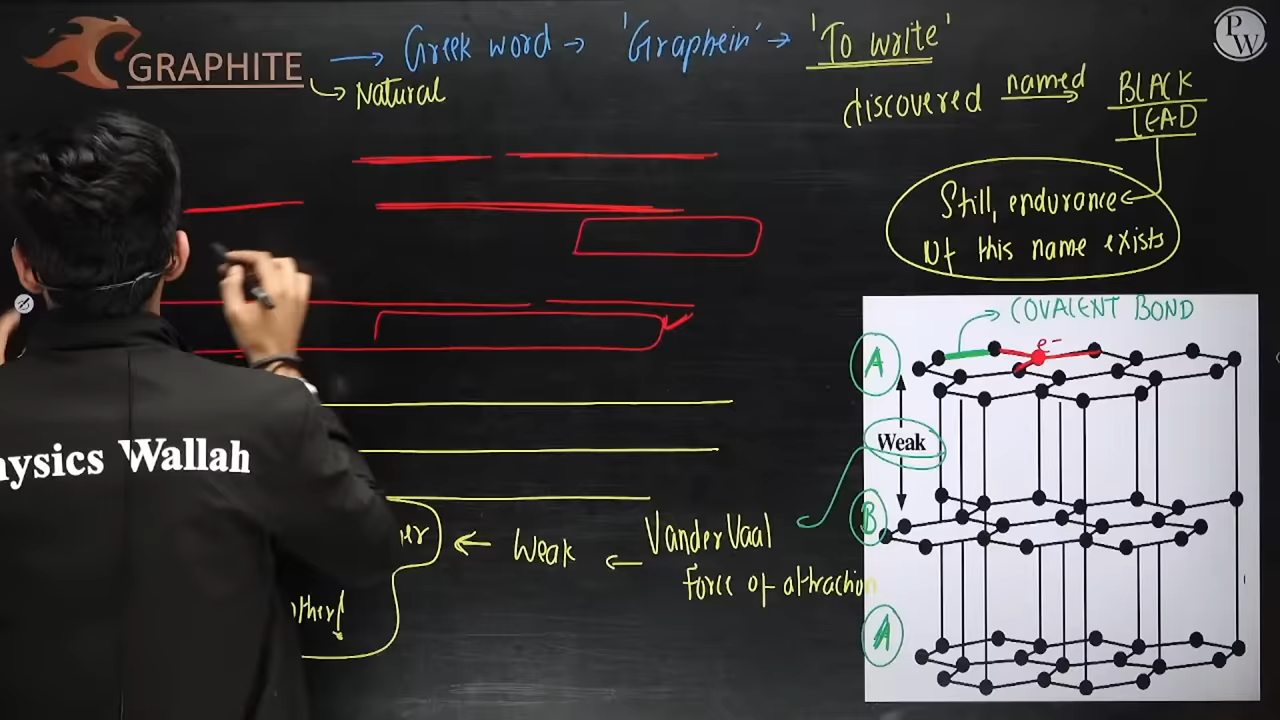 GRAPHITE → Greek word → 'Graphein' → 'To write'
PW
Natural
discovered named BLACK LEAD
Still, endurance
of this name exists
COVALENT BOND
e-
A
Weak
B
VanderVaal
Force of attraction
Weak
A
Wallah